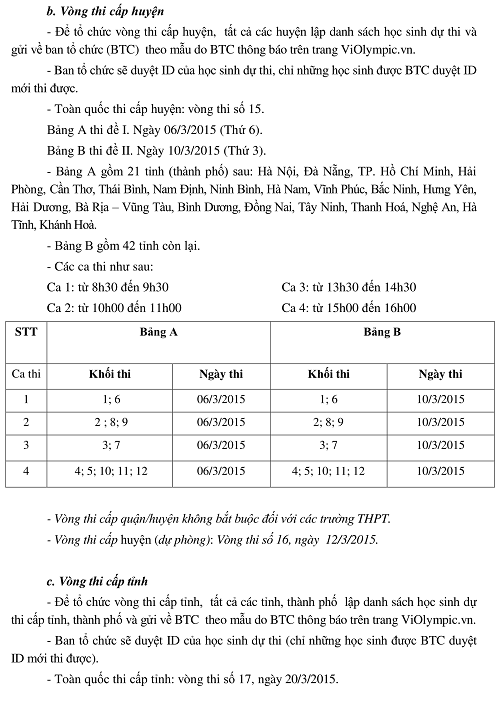 b. Vòng thi cấp huyện
- Để tổ chức vòng thi cấp huyện, tất cả các huyện lập danh sách học sinh dự thi và
gửi về ban tổ chức (BTC) theo mẫu do BTC thông báo trên trang ViOlympic.vn.
- Ban tổ chức sẽ duyệt ID của học sinh dự thi, chỉ những học sinh được BTC duyệt ID
mới thi được.
- Toàn quốc thi cấp huyện: vòng thi số 15.
Bảng A thi đề I. Ngày 06/3/2015 (Thứ 6).
Bảng B thi đề II. Ngày 10/3/2015 (Thứ 3).
- Bảng A gồm 21 tỉnh (thành phố) sau: Hà Nội, Đà Nẵng, TP. Hồ Chí Minh, Hải
Phòng, Cần Thơ, Thái Bình, Nam Định, Ninh Bình, Hà Nam, Vĩnh Phúc, Bắc Ninh, Hưng Yên,
Hải Dương, Bà Rịa – Vũng Tàu, Bình Dương, Đồng Nai, Tây Ninh, Thanh Hoá, Nghệ An, Hà
Tĩnh, Khánh Hoà.
- Bảng B gồm 42 tỉnh còn lại.
- Các ca thi như sau:
Ca 1: từ 8h30 đến 9h30 Ca 3: từ 13h30 đến 14h30
Ca 2: từ 10h00 đến 11h00 Ca 4: từ 15h00 đến 16h00
STT Bảng A Bảng B
Ca thi Khối thi Ngày thi Khối thi Ngày thi
1 1; 6 06/3/2015 1; 6 10/3/2015
2 2 ; 8; 9 06/3/2015 2; 8; 9 10/3/2015
3 3; 7 06/3/2015 3; 7 10/3/2015
4 4; 5; 10; 11; 12 06/3/2015 4; 5; 10; 11; 12 10/3/2015
- Vòng thi cấp quận/huyện không bắt buộc đối với các trường THPT.
- Vòng thi cấp huyện (dự phòng): Vòng thi số 16, ngày 12/3/2015.
c. Vòng thi cấp tỉnh
- Để tổ chức vòng thi cấp tỉnh, tất cả các tỉnh, thành phố lập danh sách học sinh dự
thi cấp tỉnh, thành phố và gửi về BTC theo mẫu do BTC thông báo trên trang ViOlympic.vn.
- Ban tổ chức sẽ duyệt ID của học sinh dự thi (chỉ những học sinh được BTC duyệt
ID mới thi được).
- Toàn quốc thi cấp tỉnh: vòng thi số 17, ngày 20/3/2015.